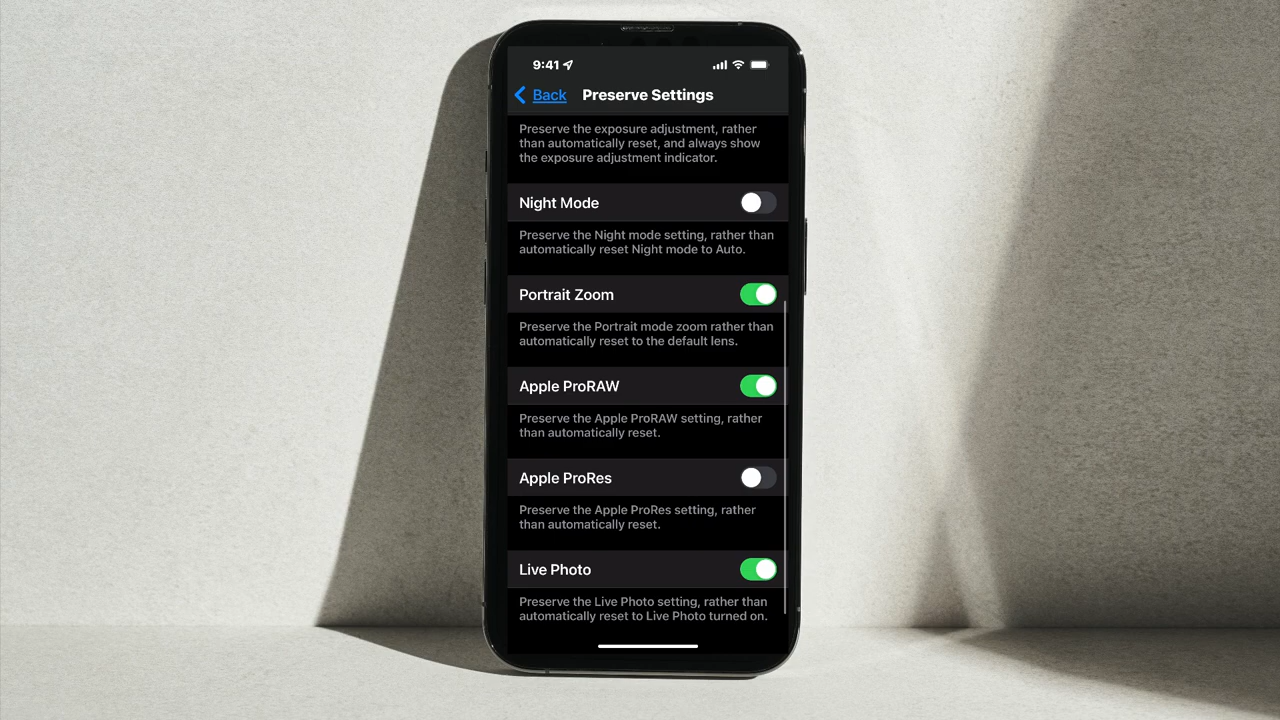 9:41
Back Preserve Settings
Preserve the exposure adjustment, rather
than automatically reset, and always show
the exposure adjustment indicator.
Night Mode
Preserve the Night mode setting, rather than
automatically reset Night mode to Auto.
Portrait Zoom
Preserve the Portrait mode zoom rather than
automatically reset to the default lens.
Apple ProRAW
Preserve the Apple ProRAW setting, rather
than automatically reset.
Apple ProRes
Preserve the Apple ProRes setting, rather
than automatically reset.
Live Photo
Preserve the Live Photo setting, rather than
automatically reset to Live Photo turned on.